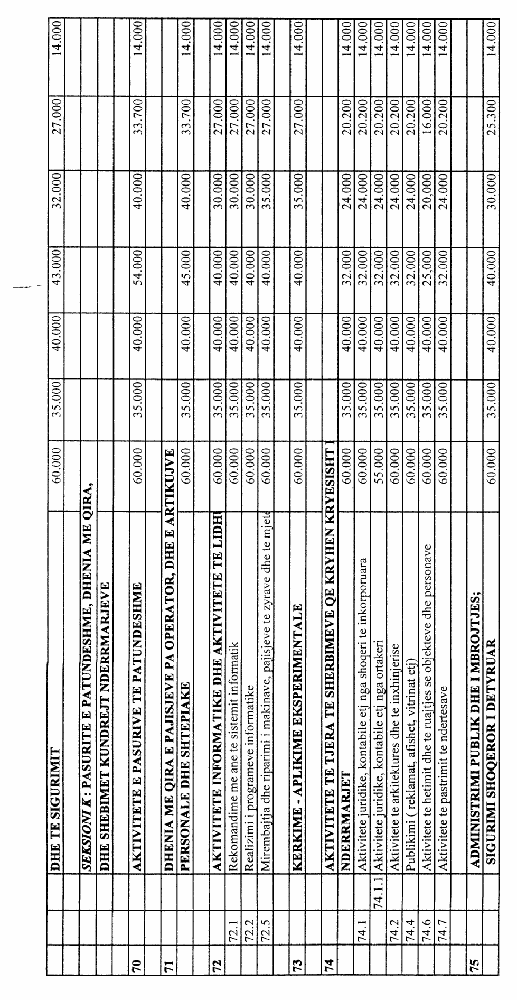 DHE TE SIGURIMIT 60.000 35.000 40.000 43.000 32.000 27.000 14.000
SEKSIONI K : PASURITE E PATUNDESHME, DHENIA ME QIRA,
DHE SHEBIMET KUNDREJT NDERRMARJEVE
70 AKTIVITETE E PASURIVE TE PATUNDESHME 60.000 35.000 40.000 54.000 40.000 33.700 14.000
71 DHENIA ME QIRA E PAJISJEVE PA OPERATOR, DHE E ARTIKUJVE
PERSONALE DHE SHTEPIAKE 60.000 35.000 40.000 45.000 40.000 33.700 14.000
72 AKTIVITETE INFORMATIKE DHE AKTIVITETE TE LIDH 60.000 35.000 40.000 40.000 30.000 27.000 14.000
72.1 Rekomandime mane te sistemit informatik 60.000 35.000 40.000 40.000 30.000 27.000 14.000
72.2 Realizimi i programeve informatike 60.000 35.000 40.000 40.000 30.000 27.000 14.000
72.5 Mirembajtja dhe riparimi i makinave, pajisjeve te zyrave dhe te mjete 60.000 35.000 40.000 40.000 35.000 27.000 14.000
73 KERKIME - APLIKIME EKSPERIMENTALE 60.000 35.000 40.000 40.000 35.000 27.000 14.000
74 AKTIVITETE TE TJERA TE SHERBIMEVE QE KRYHEN KRYESISHT
NDERRMARJET 60.000 35.000 40.000 32.000 24.000 20.200 14.000
74.1 Aktivitete juridike, kontabile etj nga shoqeri te inkorporuara 60.000 35.000 40.000 32.000 24.000 20.200 14.000
74.1.1 Aktivitete juridike, kontabile etj nga ortakeri 55.000 35.000 40.000 32.000 24.000 20.200 14.000
74.2 Aktivitete te arkitektures dhe te inxhinjerise 60.000 35.000 40.000 32.000 24.000 20.200 14.000
74.4 Publikimi ( reklamat, afishet, vitrinat etj) 60.000 35.000 40.000 32.000 24.000 20.200 14.000
74.6 Aktivitete te hetimit dhe te ruajtjes se objekteve dhe personave 60.000 35.000 40.000 25,000 20,000 16.000 14.000
74.7 Aktivitete te pastrimit te ndertesave 60.000 35.000 40.000 32.000 24.000 20.200 14.000
75 ADMINISTRIMI PUBLIK DHE I MBROJTJES;
SIGURIMI SHOQEROR I DETYRUAR 60.000 35.000 40.000 40.000 30.000 25.300 14.000